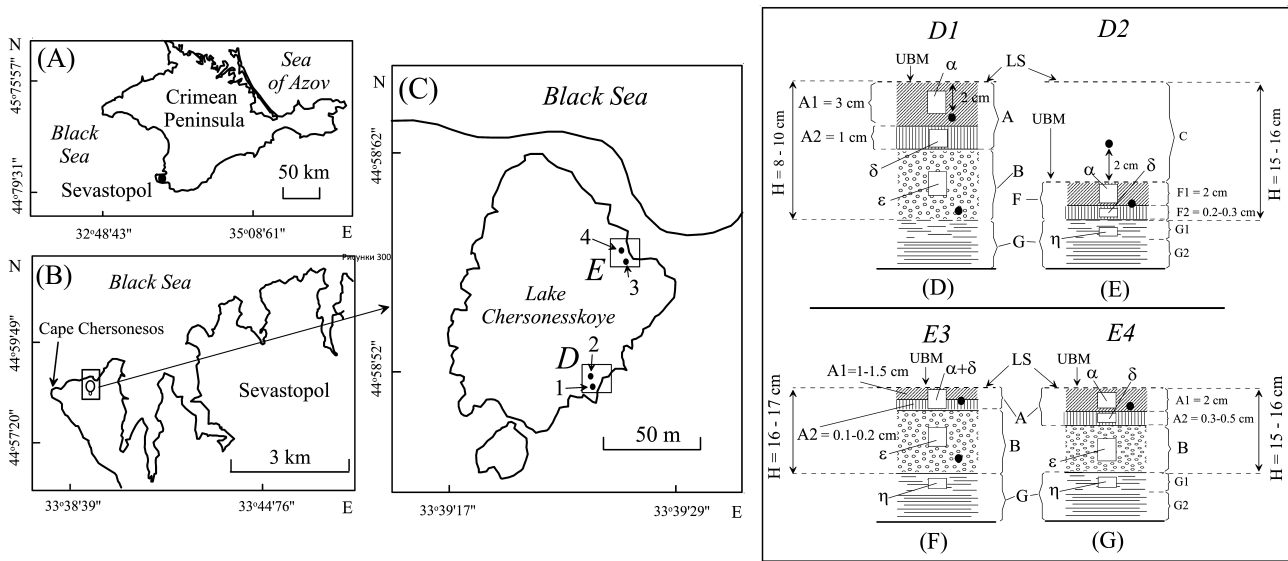 N
(A)
Sea
of Azov
45°75'57"
Crimean
Peninsula
Black
Sea
Sevastopol
50 km
44°79'31"
32°48'43"
35°08'61"
E
N
(B)
Black Sea
Рисунки 300
Cape Chersonesos
44°59'49"
Sevastopol
44°57'20"
3 km
33°38'39"
33°44'76"
E
N
(C)
Black Sea
44°58'62"
4
E
3
Lake
Chersonesskoye
44°58'52"
2
D
1
50 m
33°39'17"
33°39'29"
E
D1
UBM
α
LS
A1 = 3 cm
2 cm
A
A2 = 1 cm
H = 8 - 10 cm
δ
B
ε
G
(D)
D2
UBM
C
H = 15 - 16 cm
2 cm
α
δ
F
F1 = 2 cm
F2 = 0.2-0.3 cm
η
G1
G2
(E)
E3
UBM
α+δ
LS
A1=1-1.5 cm
A
A2 = 0.1-0.2 cm
B
H = 16 - 17 cm
ε
η
G
(F)
E4
UBM
α
δ
A1 = 2 cm
A2 = 0.3-0.5 cm
B
H = 15 - 16 cm
ε
η
G1
G2
(G)